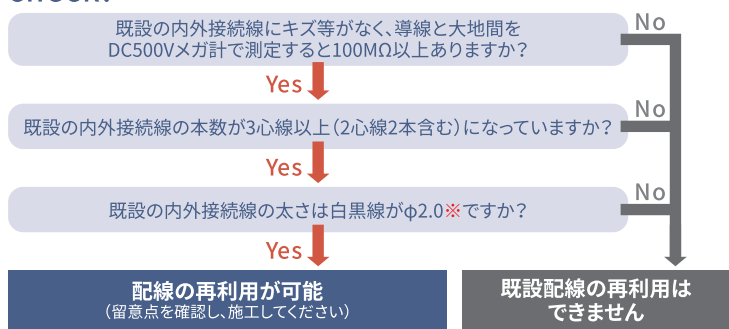 既設の内外接続線にキズ等がなく、導線と大地間を
DC500Vメガ計で測定すると100MΩ以上ありますか？
No
Yes
既設の内外接続線の本数が3心線以上（2心線2本含む）になっていますか？
No
Yes
既設の内外接続線の太さは白黒線がφ2.0※ですか？
No
Yes
配線の再利用が可能
（留意点を確認し、施工してください）
既設配線の再利用は
できません